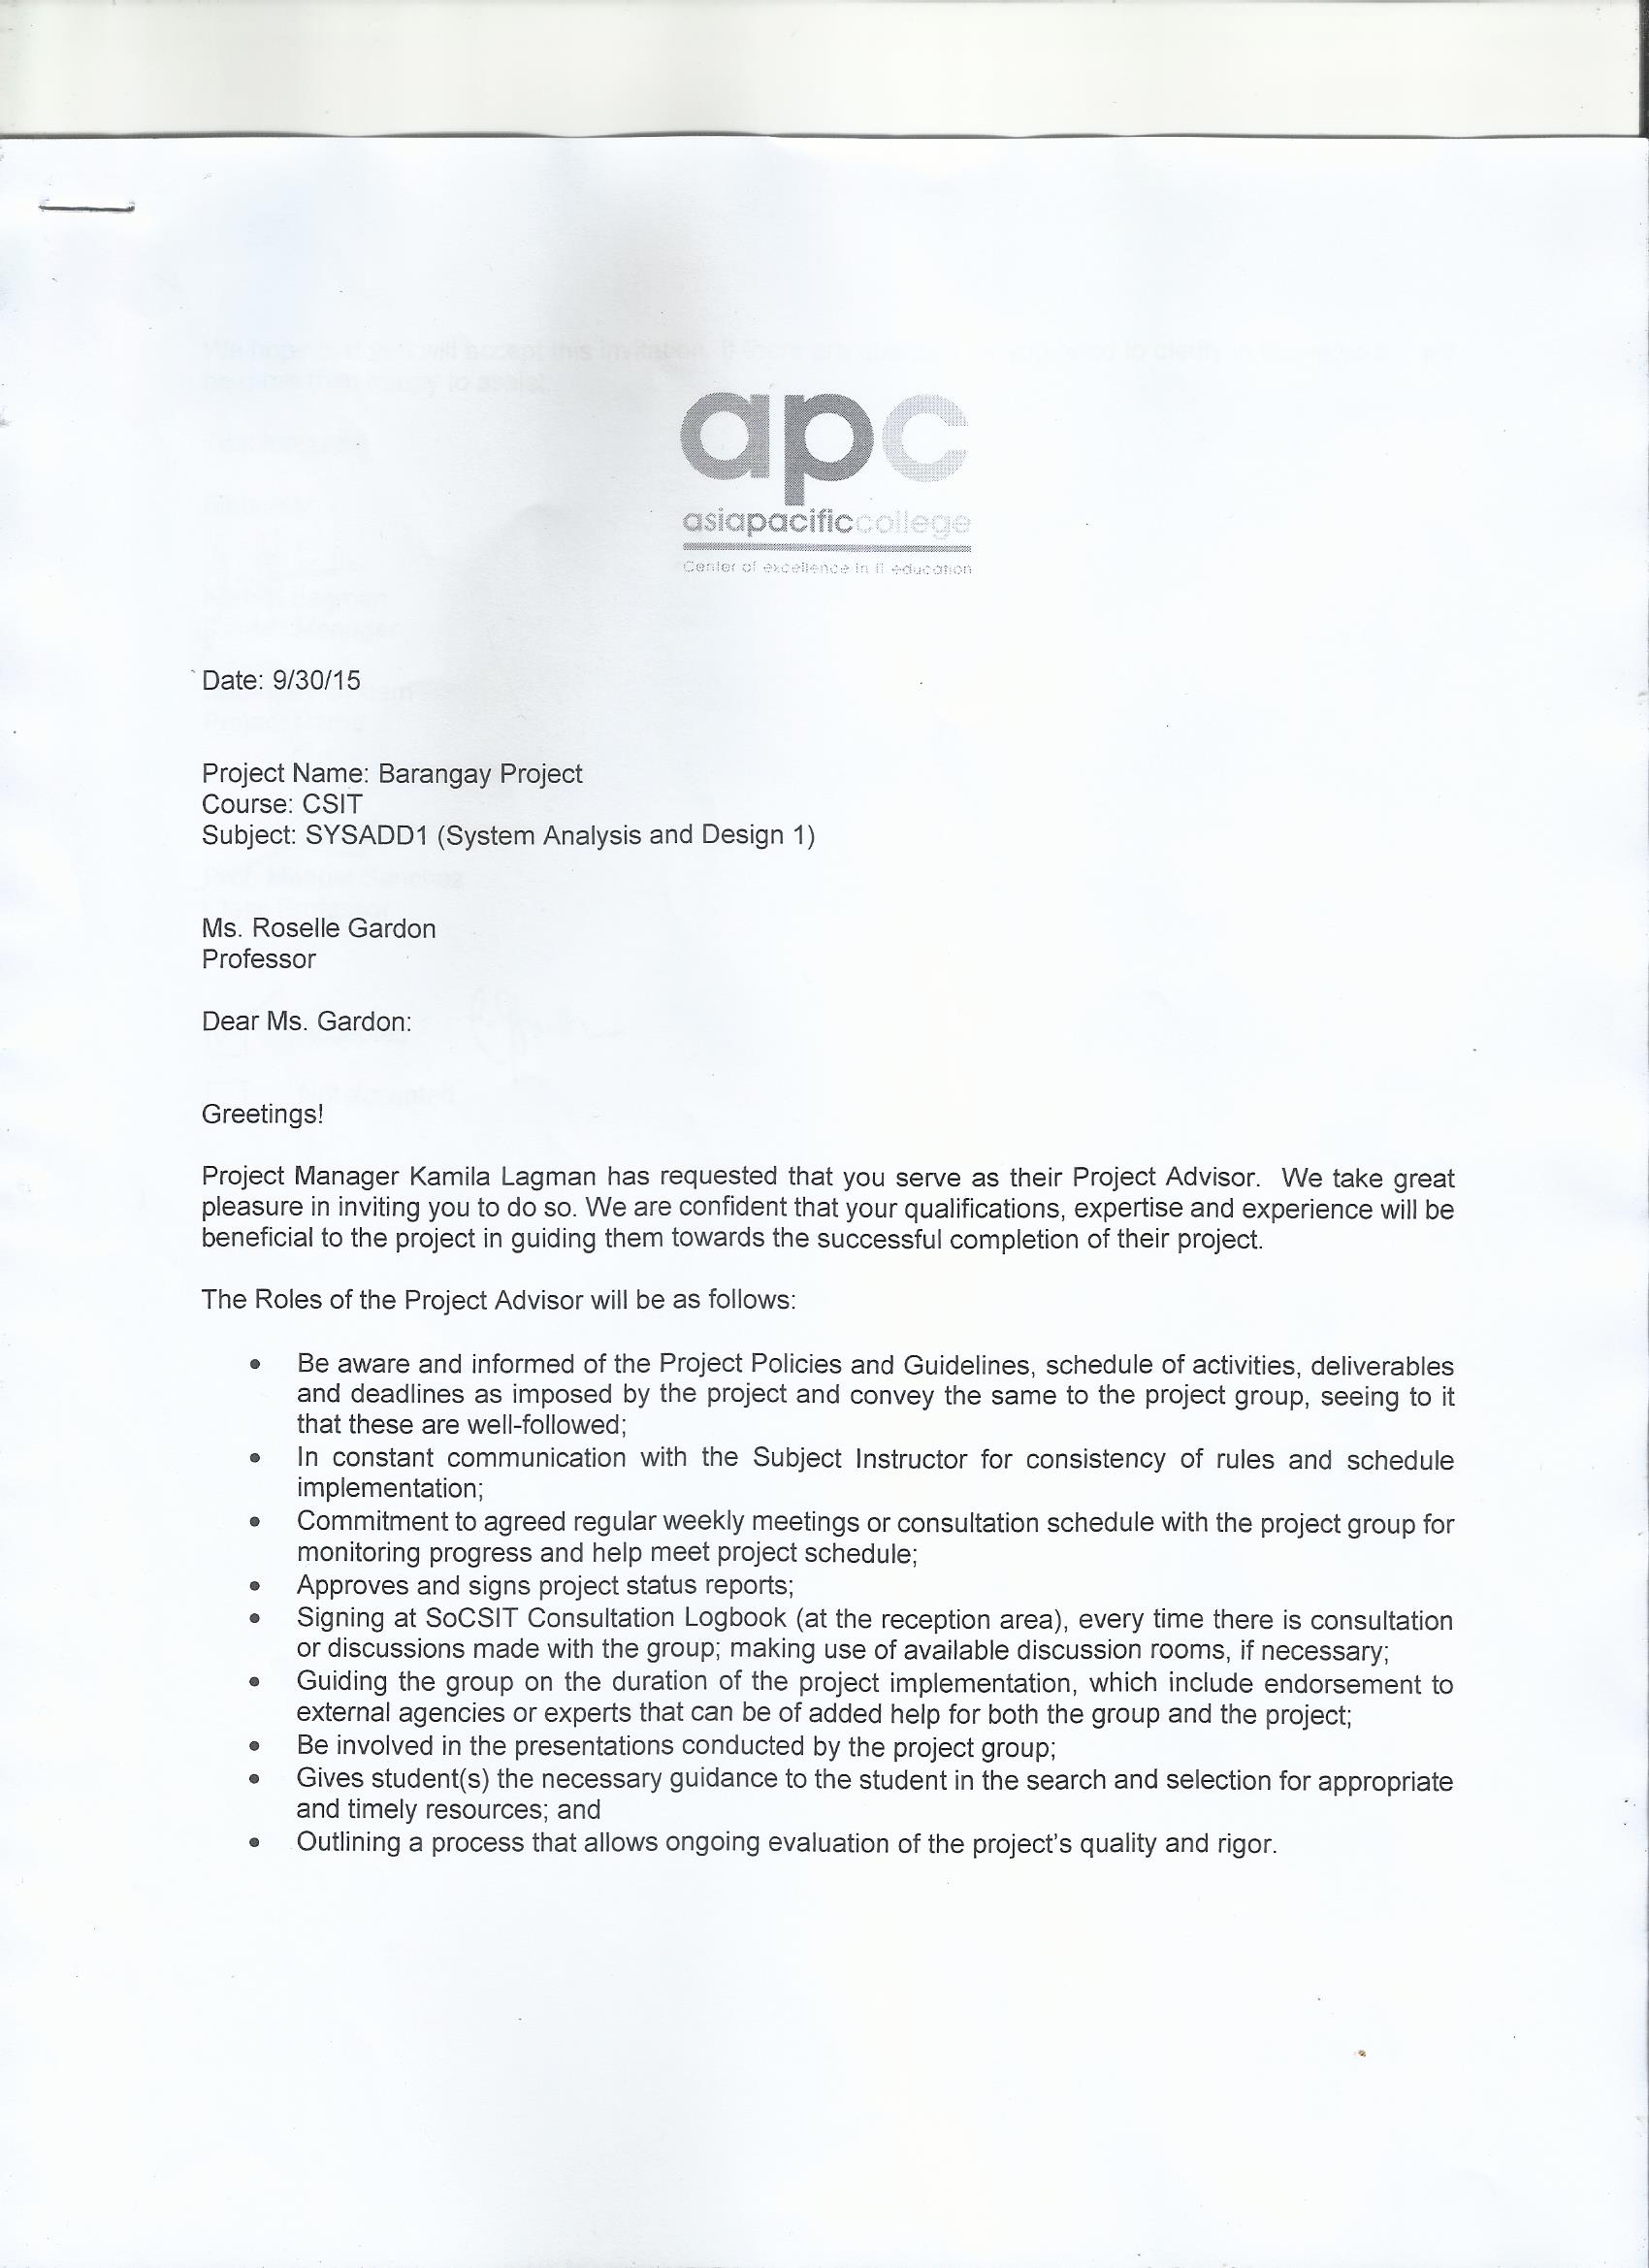 apc
asiapacificcollege
Center of excellence in IT education
Date: 9/30/15
Project Name: Barangay Project
Course: CSIT
Subject: SYSADD1 (System Analysis and Design 1)
Ms. Roselle Gardon
Professor
Dear Ms. Gardon:
Greetings!
Project Manager Kamila Lagman has requested that you serve as their Project Advisor. We take great
pleasure in inviting you to do so. We are confident that your qualifications, expertise and experience will be
beneficial to the project in guiding them towards the successful completion of their project.
The Roles of the Project Advisor will be as follows:
• Be aware and informed of the Project Policies and Guidelines, schedule of activities, deliverables
and deadlines as imposed by the project and convey the same to the project group, seeing to it
that these are well-followed;
• In constant communication with the Subject Instructor for consistency of rules and schedule
implementation;
• Commitment to agreed regular weekly meetings or consultation schedule with the project group for
monitoring progress and help meet project schedule;
• Approves and signs project status reports;
• Signing at SoCSIT Consultation Logbook (at the reception area), every time there is consultation
or discussions made with the group; making use of available discussion rooms, if necessary;
• Guiding the group on the duration of the project implementation, which include endorsement to
external agencies or experts that can be of added help for both the group and the project;
• Be involved in the presentations conducted by the project group;
• Gives student(s) the necessary guidance to the student in the search and selection for appropriate
and timely resources; and
• Outlining a process that allows ongoing evaluation of the project's quality and rigor.